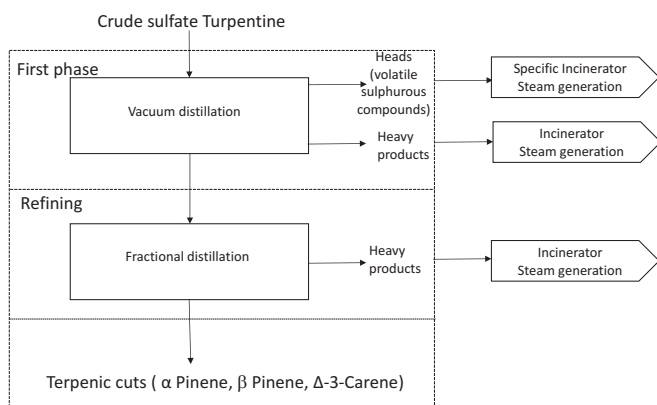 Crude sulfate Turpentine
First phase
Heads
(volatile
sulphurous
compounds)
Specific Incinerator
Steam generation
Vacuum distillation
Heavy
products
Incinerator
Steam generation
Refining
Fractional distillation
Heavy
products
Incinerator
Steam generation
Terpenic cuts ( α Pinene, β Pinene, Δ-3-Carene)